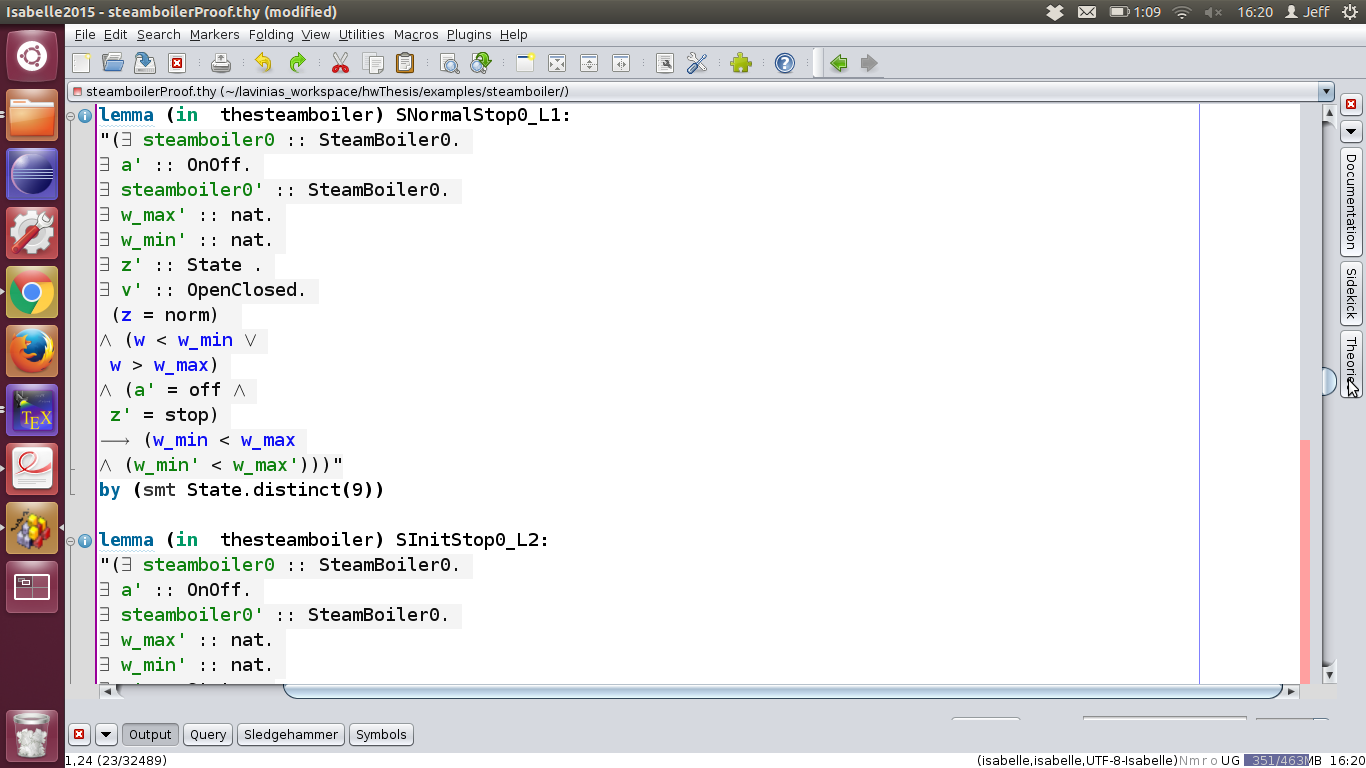 Isabelle2015 - steamboilerProof.thy (modified)
1:09
16:20
Jeff
File Edit Search Markers Folding View Utilities Macros Plugins Help
steamboilerProof.thy (~/lavinias_workspace/hwThesis/examples/steamboiler/)
lemma (in  thesteamboiler) SNormalStop0_L1:
"(∃ steamboiler0 :: SteamBoiler0.
∃ a' :: OnOff.
∃ steamboiler0' :: SteamBoiler0.
∃ w_max' :: nat.
∃ w_min' :: nat.
∃ z' :: State .
∃ v' :: OpenClosed.
(z = norm)
∧ (w < w_min ∨
w > w_max)
∧ (a' = off ∧
z' = stop)
⟶ (w_min < w_max
∧ (w_min' < w_max')))"
by (smt State.distinct(9))
lemma (in  thesteamboiler) SInitStop0_L2:
"(∃ steamboiler0 :: SteamBoiler0.
∃ a' :: OnOff.
∃ steamboiler0' :: SteamBoiler0.
∃ w_max' :: nat.
∃ w_min' :: nat.
Documentation
Sidekick
TEX
Output Query Sledgehammer Symbols
1,24 (23/32489)
(isabelle,isabelle,UTF-8-Isabelle)Nmro UG 351/463MB 16:20